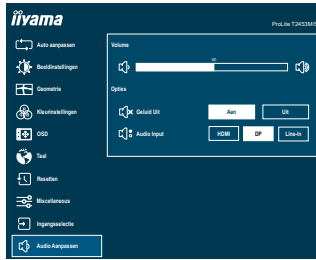 iiyama
ProLite T2453MIS
Auto aanpassen
Beeldinstellingen
Geometrie
Kleurinstellingen
OSD
Taal
Resetten
Miscellaneous
Ingangsselectie
Audio Aanpassen
Volume
50
Opties
Geluid Uit
Aan
Uit
Audio Input
HDMI
DP
Line-In